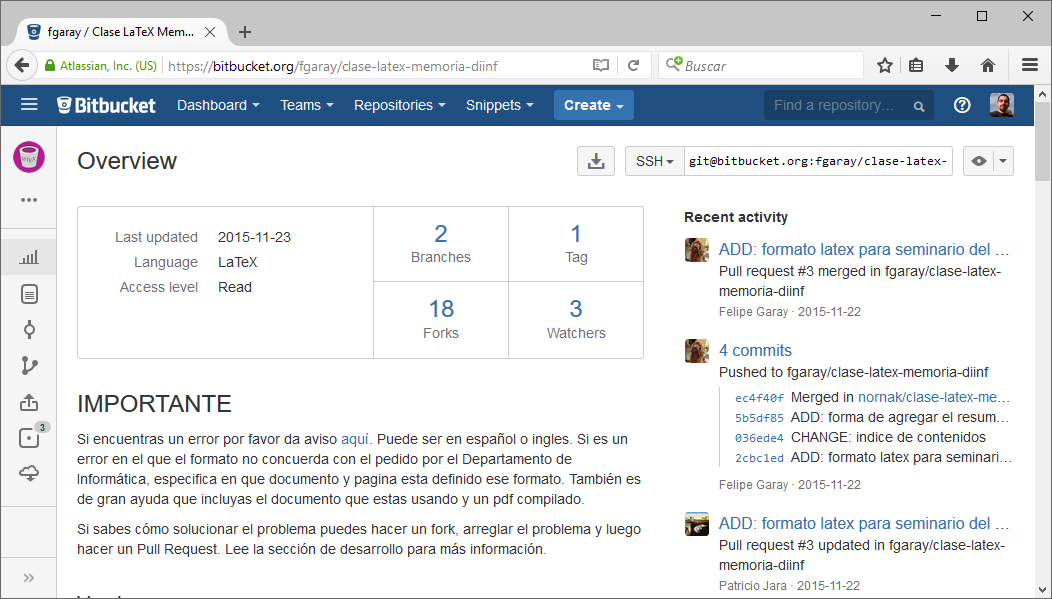 fgaray / Clase LaTeX Mem...
Atlassian, Inc. (US)
https://bitbucket.org/fgaray/clase-latex-memoria-diinf
Buscar
Bitbucket
Dashboard
Teams
Repositories
Snippets
Create
Find a repository...
Overview
SSH
git@bitbucket.org:fgaray/clase-latex-
Last updated 2015-11-23
Language LaTeX
Access level Read
2
Branches
1
Tag
18
Forks
3
Watchers
3
IMPORTANTE
Si encuentras un error por favor da aviso aquí. Puede ser en español o ingles. Si es un
error en el que el formato no concuerda con el pedido por el Departamento de
Informática, especifica en que documento y pagina esta definido ese formato. También es
de gran ayuda que incluyas el documento que estas usando y un pdf compilado.
Si sabes cómo solucionar el problema puedes hacer un fork, arreglar el problema y luego
hacer un Pull Request. Lee la sección de desarrollo para más información.
Recent activity
ADD: formato latex para seminario del ...
Pull request #3 merged in fgaray/clase-latex-
memoria-diinf
Felipe Garay · 2015-11-22
4 commits
Pushed to fgaray/clase-latex-memoria-diinf
ec4f40f Merged in nornak/clase-latex-me...
5b5df85 ADD: forma de agregar el resum...
036ede4 CHANGE: indice de contenidos
2cbc1ed ADD: formato latex para seminari...
Felipe Garay · 2015-11-22
ADD: formato latex para seminario del ...
Pull request #3 updated in fgaray/clase-latex-
memoria-diinf
Patricio Jara · 2015-11-22